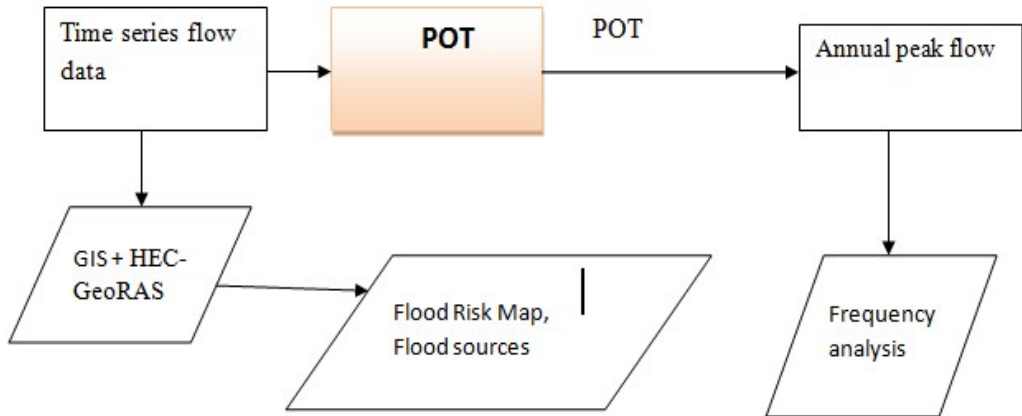 Time series flow
data
POT
POT
Annual peak flow
GIS + HEC-
GeoRAS
Flood Risk Map,
Flood sources
Frequency
analysis